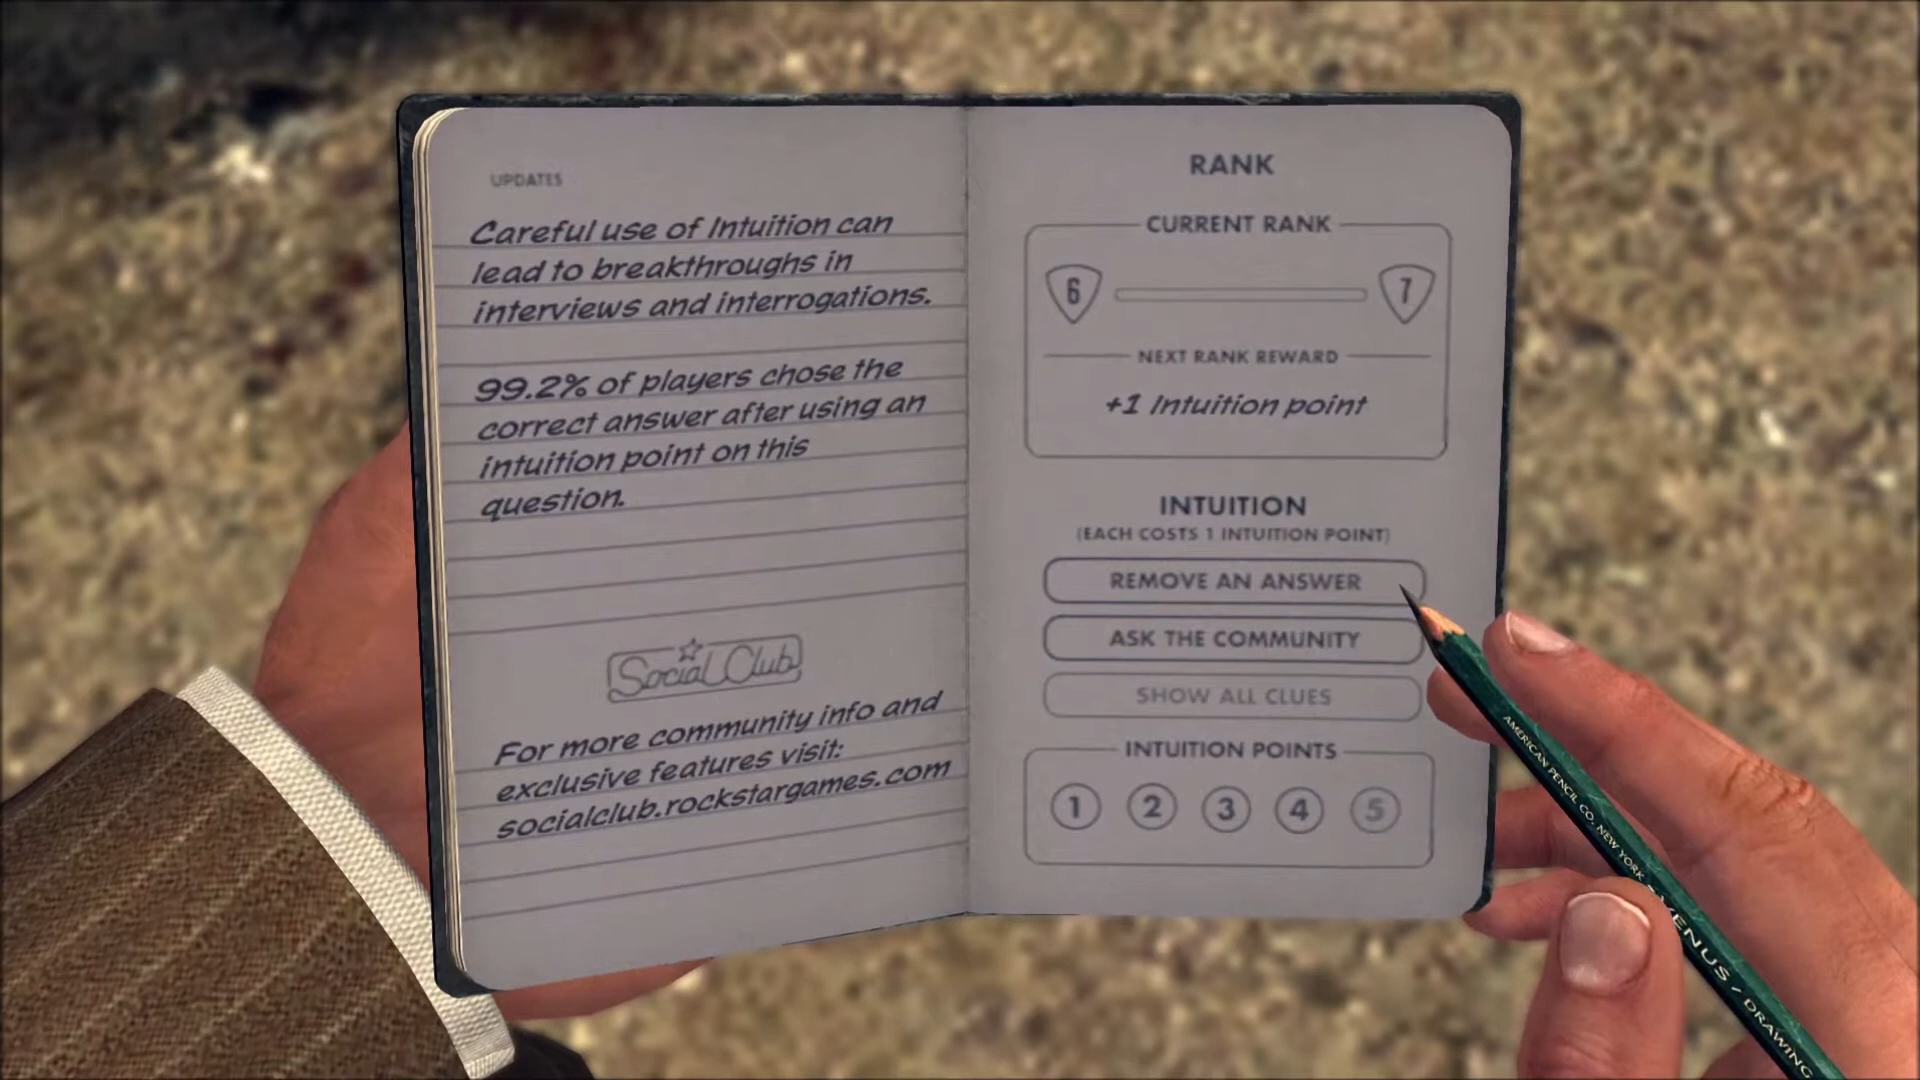 UPDATES
Careful use of Intuition can
lead to breakthroughs in
interviews and interrogations.
99.2% of players chose the
correct answer after using an
intuition point on this
question.
Social Club
For more community info and
exclusive features visit:
socialclub.rockstargames.com
RANK
CURRENT RANK
6 7
NEXT RANK REWARD
+1 Intuition point
INTUITION
(EACH COSTS 1 INTUITION POINT)
REMOVE AN ANSWER
ASK THE COMMUNITY
SHOW ALL CLUES
INTUITION POINTS
1 2 3 4 5
AMERICAN PENCIL CO. NEW YORK VENUS / DRAWING